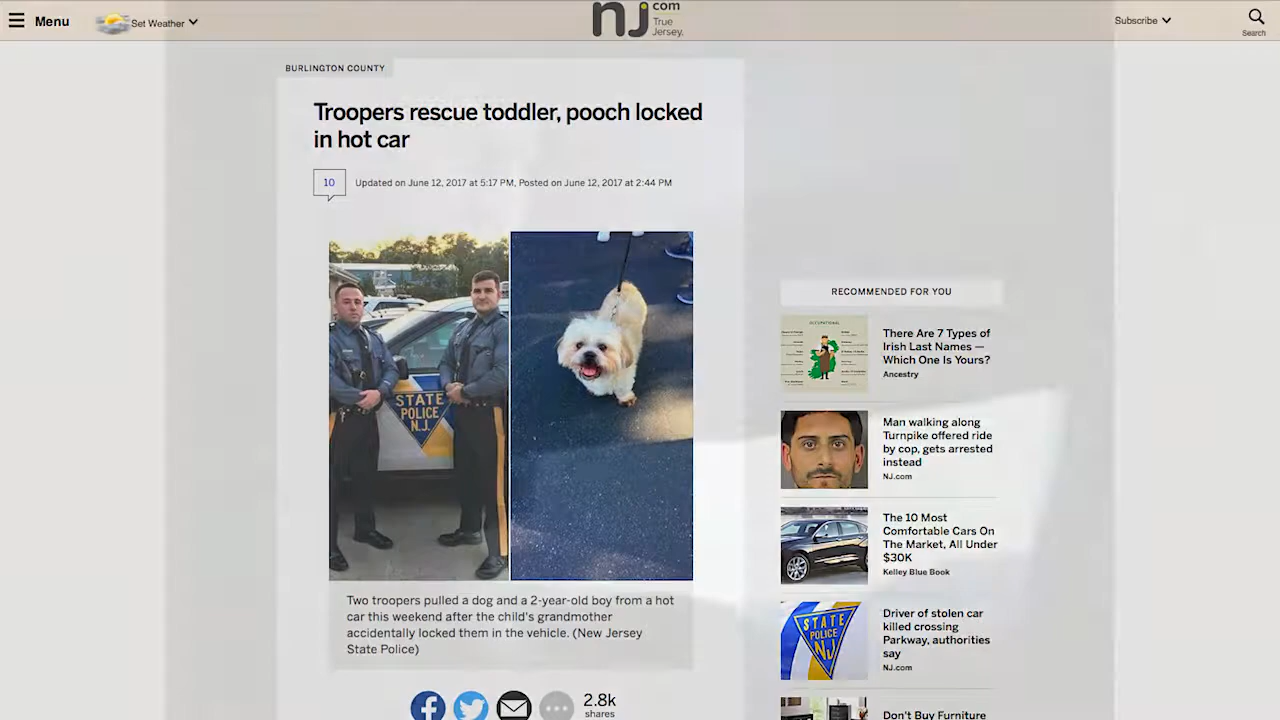 Menu
Set Weather
nj.com
True
Jersey.
Subscribe
Search
BURLINGTON COUNTY
Troopers rescue toddler, pooch locked
in hot car
10
Updated on June 12, 2017 at 5:17 PM, Posted on June 12, 2017 at 2:44 PM
STATE
POLICE
N.J.
Two troopers pulled a dog and a 2-year-old boy from a hot
car this weekend after the child's grandmother
accidentally locked them in the vehicle. (New Jersey
State Police)
2.8k
shares
RECOMMENDED FOR YOU
OCCUPATIONAL
There Are 7 Types of
Irish Last Names —
Which One Is Yours?
Ancestry
Man walking along
Turnpike offered ride
by cop, gets arrested
instead
NJ.com
The 10 Most
Comfortable Cars On
The Market, All Under
$30K
Kelley Blue Book
STATE
POLICE
NJ
Driver of stolen car
killed crossing
Parkway, authorities
say
NJ.com
Don't Buy Furniture